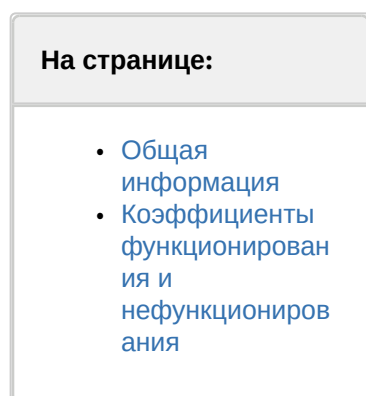 На странице:
• Общая
информация
• Коэффициенты
функционирован
ия и
нефункциониров
ания